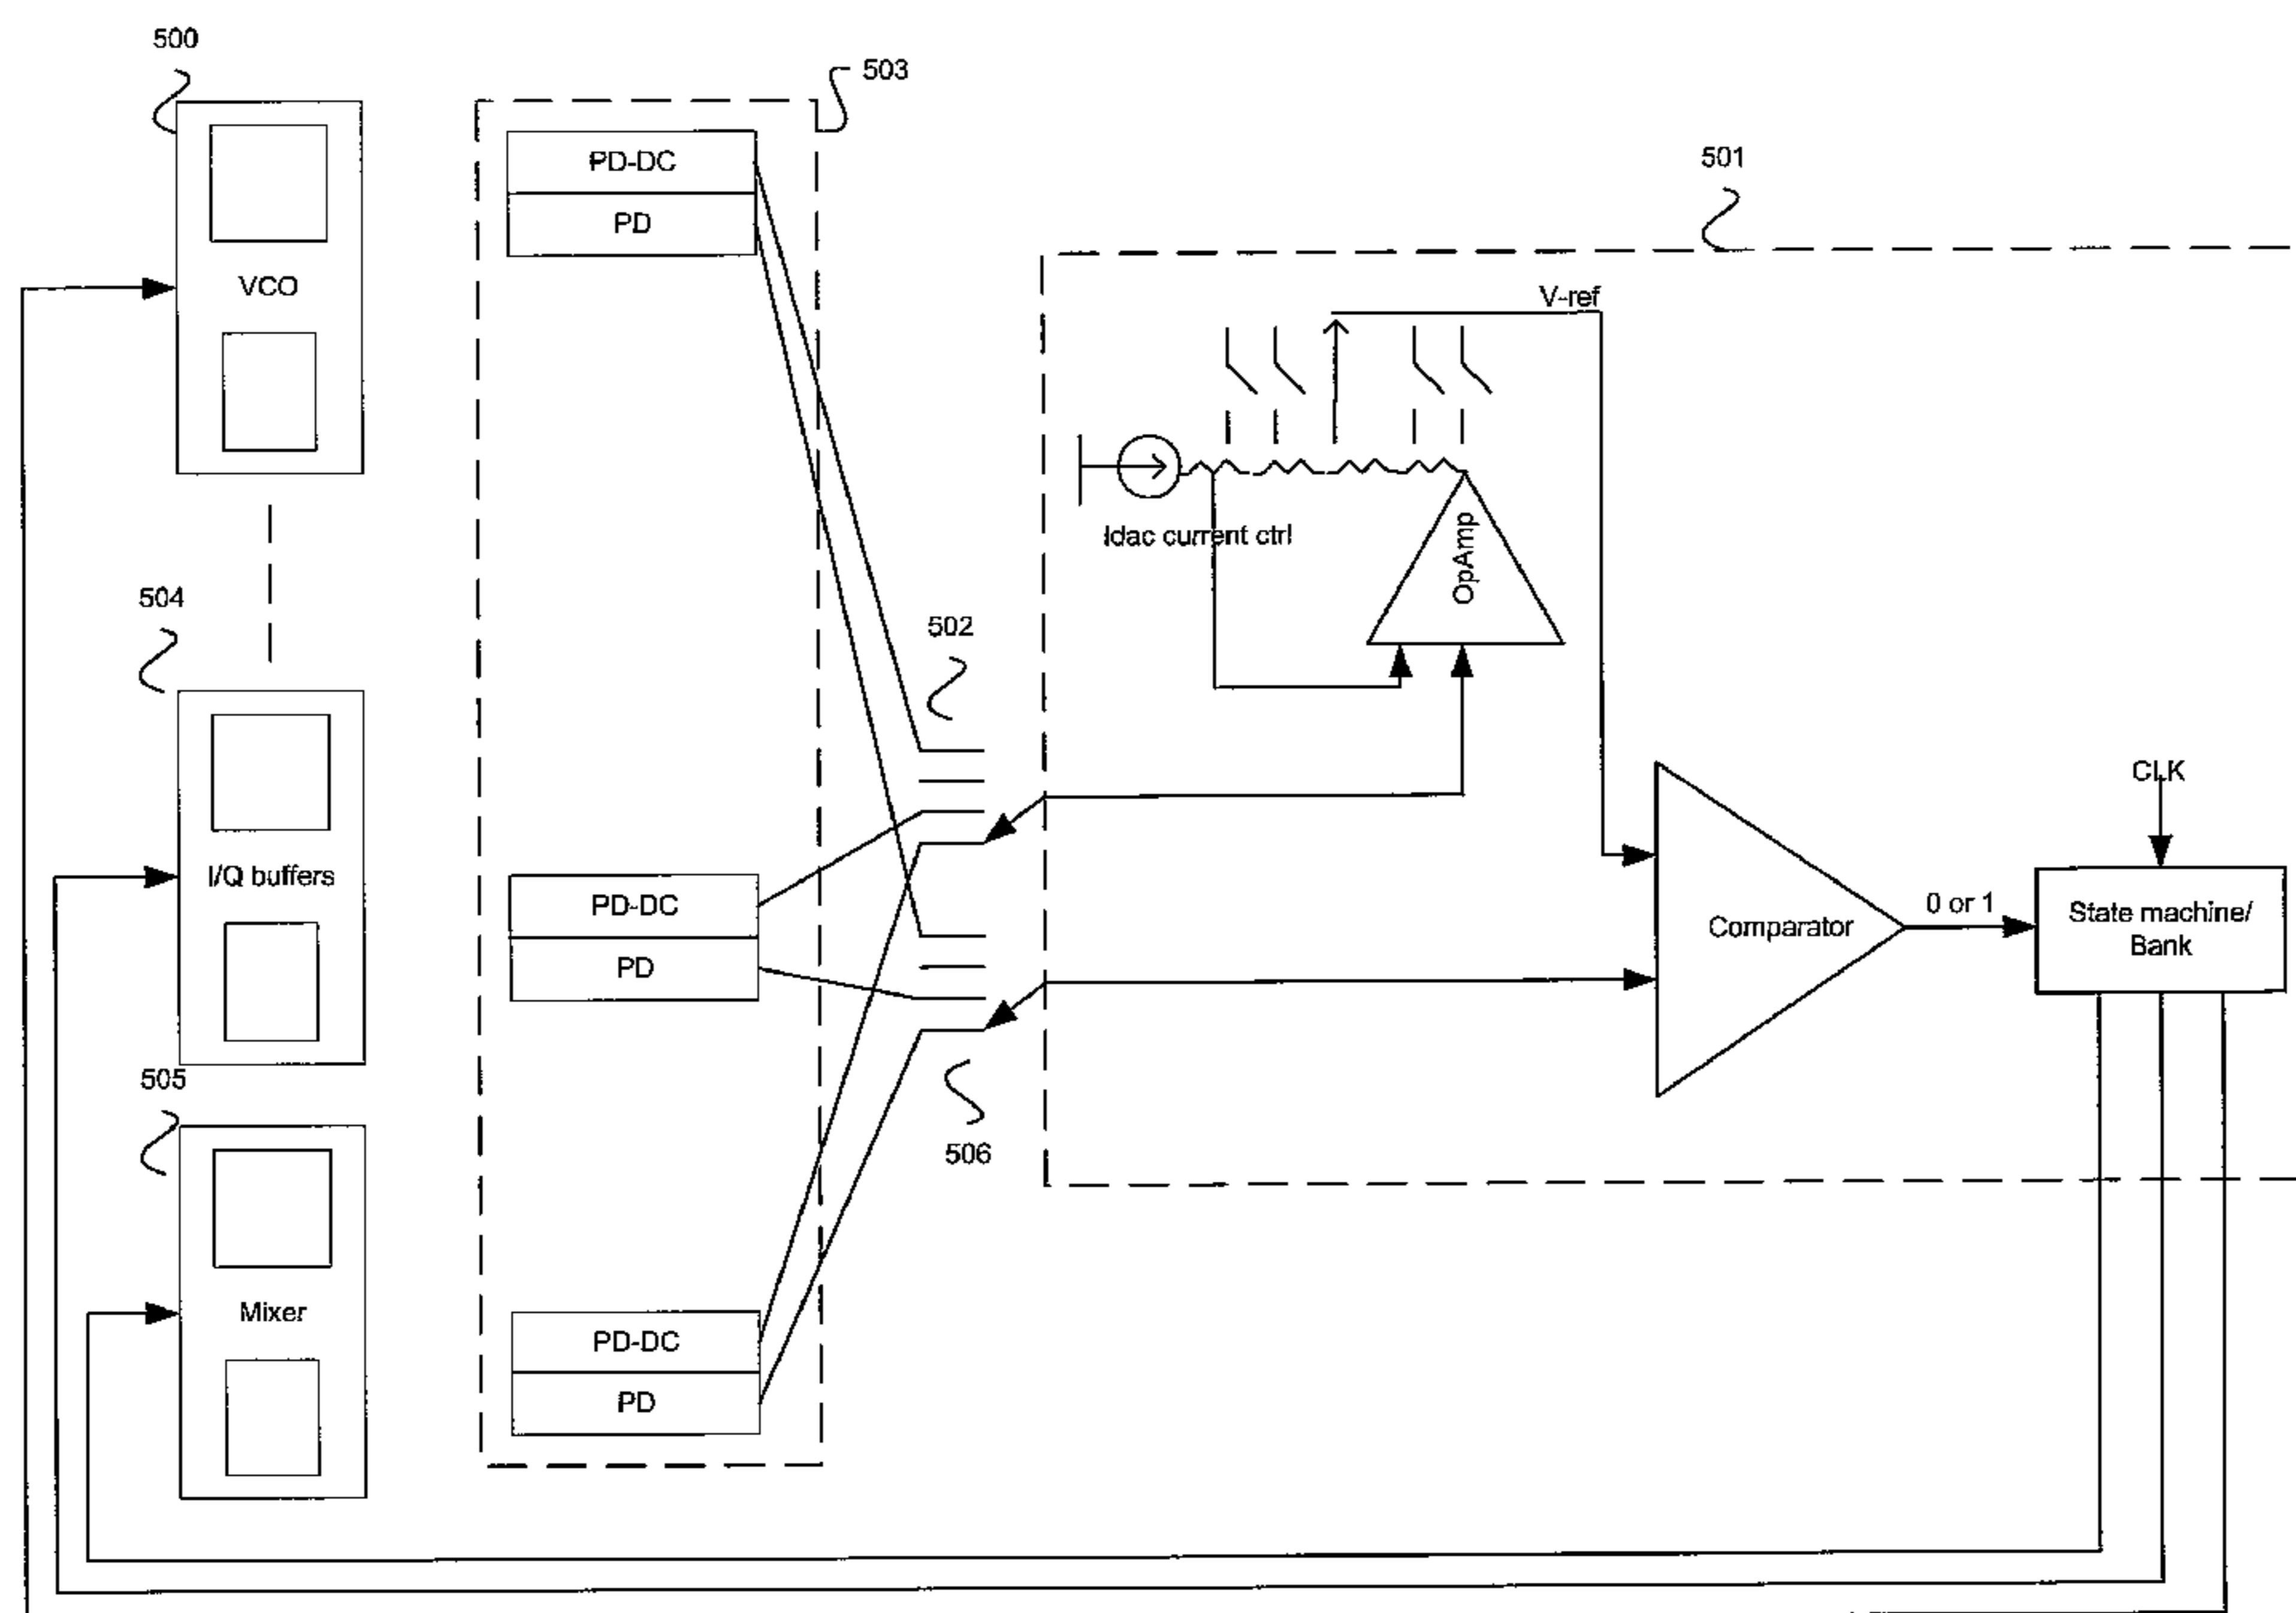 500
503
PD-DC
PD
501
V-ref
VCO
Idac current ctrl
OpAmp
504
502
CLK
I/Q buffers
PD-DC
PD
Comparator
0 or 1
State machine/
Bank
505
506
Mixer
PD-DC
PD